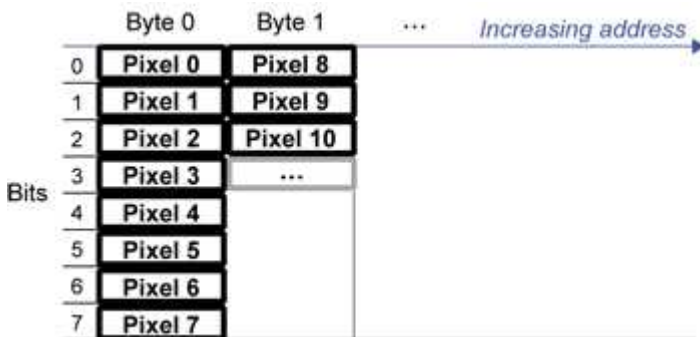 Byte 0 Byte 1 ... Increasing address
0 Pixel 0 Pixel 8
1 Pixel 1 Pixel 9
2 Pixel 2 Pixel 10
Bits 3 Pixel 3 ...
4 Pixel 4
5 Pixel 5
6 Pixel 6
7 Pixel 7